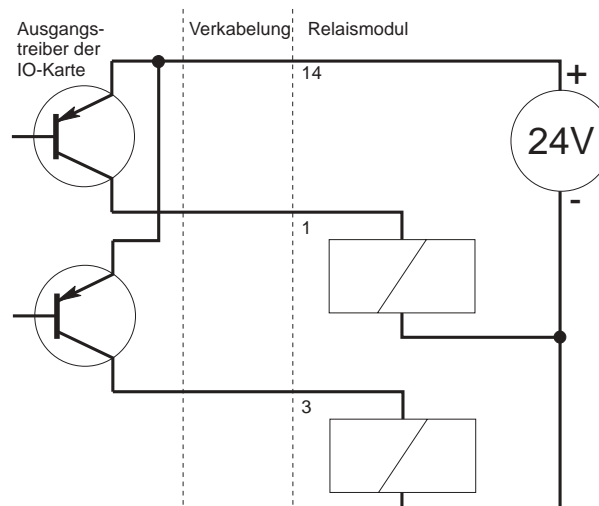 Ausgangs-
treiber der
IO-Karte
Verkabelung
Relaismodul
14
+
24V
-
1
3